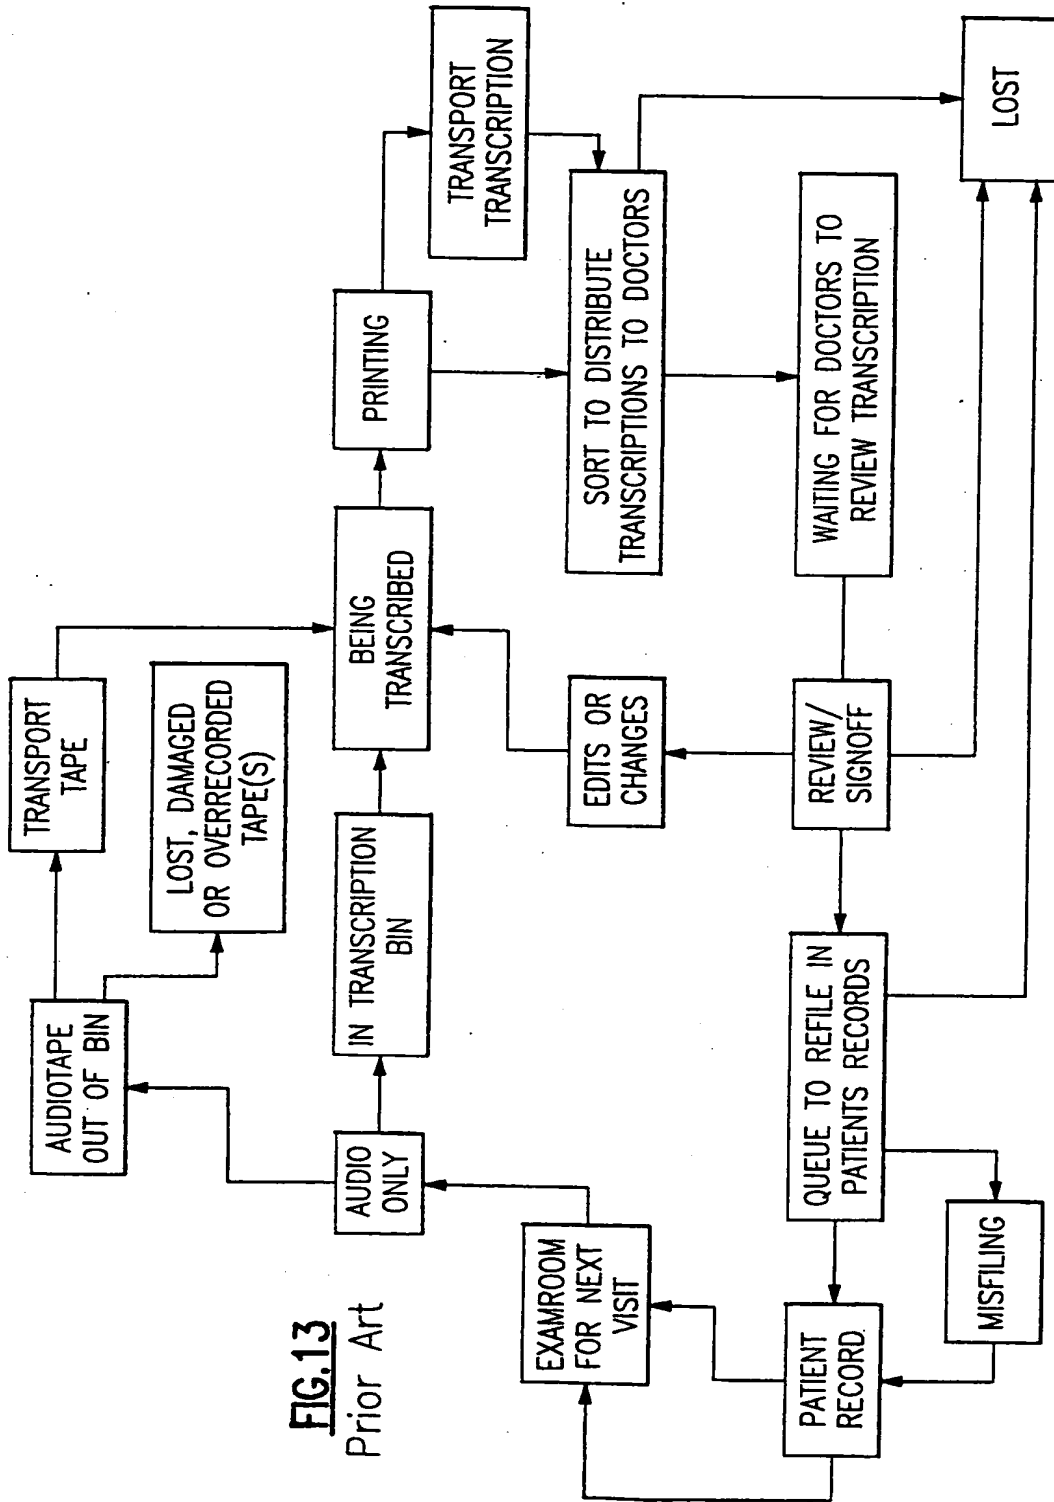 FIG.13
Prior Art
AUDIOTAPE
OUT OF BIN
TRANSPORT
TAPE
LOST, DAMAGED
OR OVERRECORDED
TAPE(S)
AUDIO
ONLY
IN TRANSCRIPTION
BIN
BEING
TRANSCRIBED
PRINTING
TRANSPORT
TRANSCRIPTION
EXAMROOM
FOR NEXT
VISIT
EDITS OR
CHANGES
SORT TO DISTRIBUTE
TRANSCRIPTIONS TO DOCTORS
PATIENT
RECORD
QUEUE TO REFILE IN
PATIENTS RECORDS
REVIEW/
SIGNOFF
WAITING FOR DOCTORS TO
REVIEW TRANSCRIPTION
MISFILING
LOST